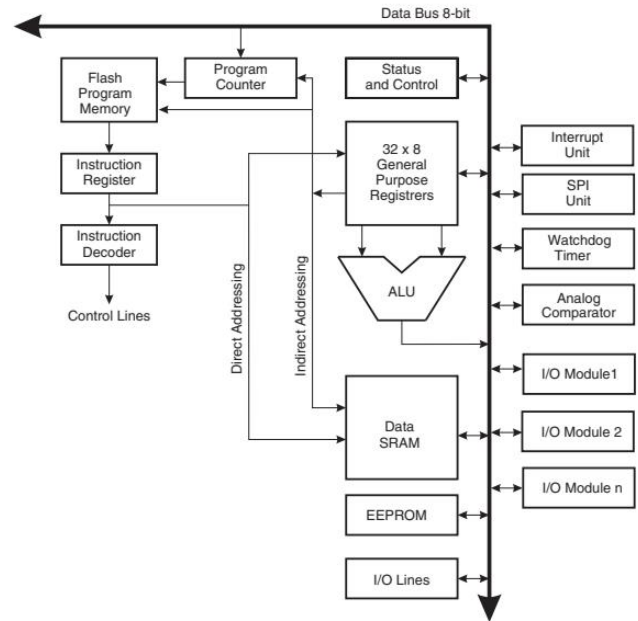 Data Bus 8-bit
Flash
Program
Memory
Program
Counter
Status
and Control
Instruction
Register
32 x 8
General
Purpose
Registrers
Interrupt
Unit
SPI
Unit
Instruction
Decoder
Watchdog
Timer
Control Lines
Direct Addressing
Indirect Addressing
ALU
Analog
Comparator
I/O Module1
Data
SRAM
I/O Module 2
I/O Module n
EEPROM
I/O Lines